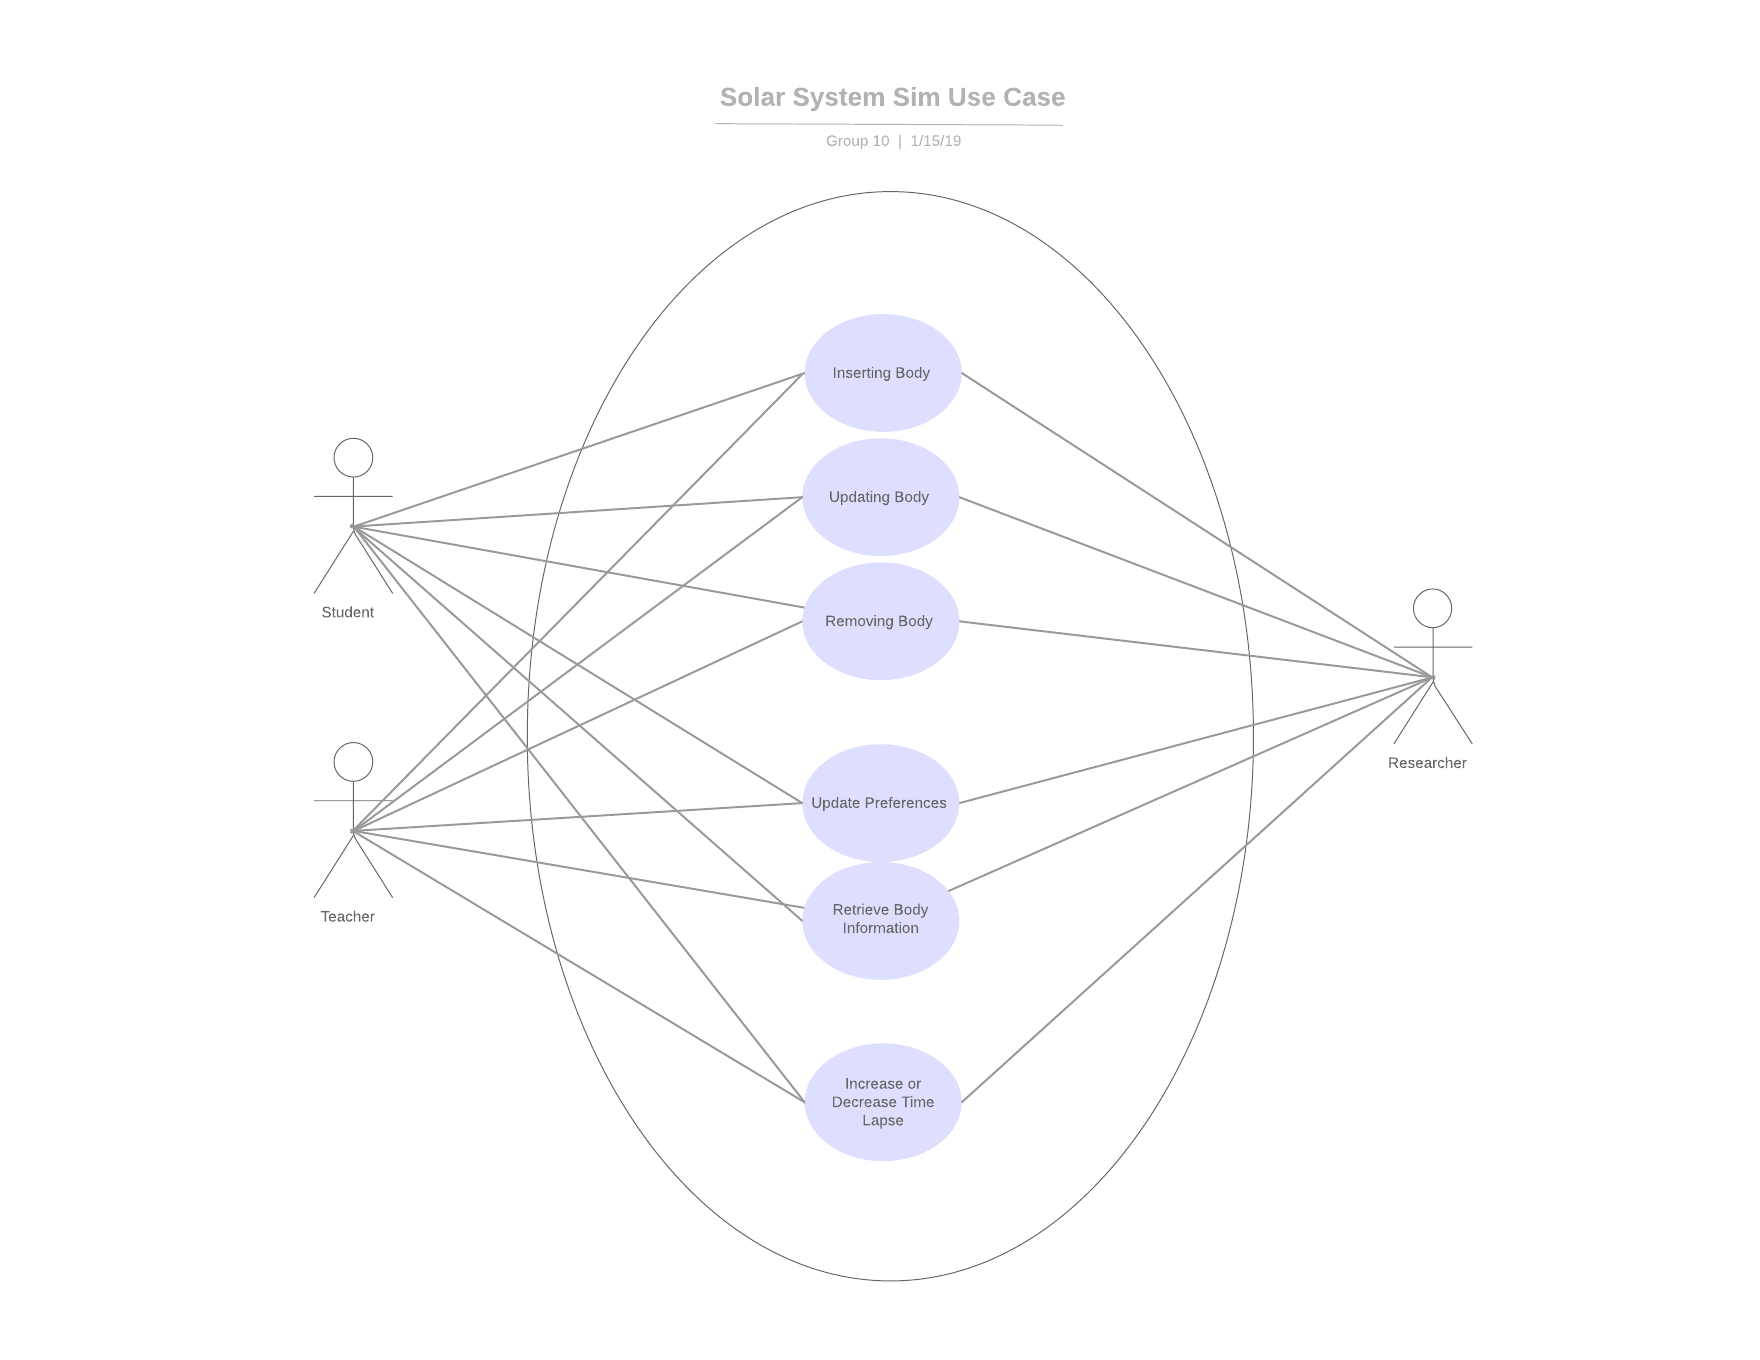 Solar System Sim Use Case
Group 10 | 1/15/19
Inserting Body
Updating Body
Student
Removing Body
Researcher
Update Preferences
Teacher
Retrieve Body
Information
Increase or
Decrease Time
Lapse